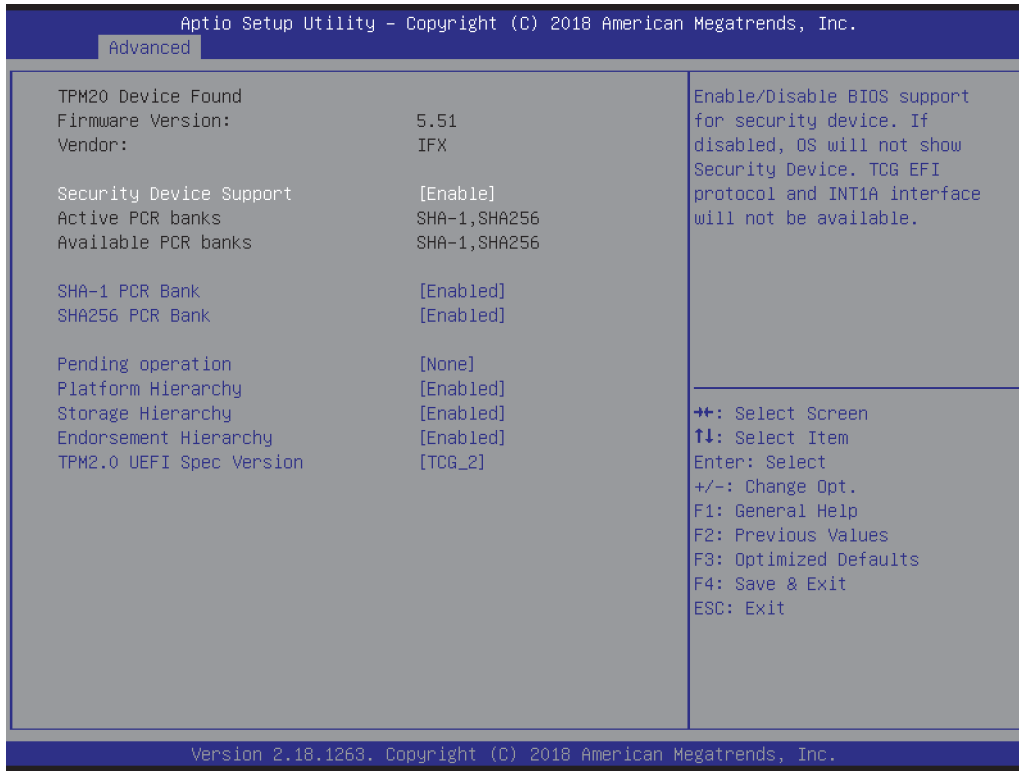 Aptio Setup Utility – Copyright (C) 2018 American Megatrends, Inc.
Advanced
TPM20 Device Found
Firmware Version: 5.51
Vendor: IFX
Security Device Support [Enable]
Active PCR banks SHA-1,SHA256
Available PCR banks SHA-1,SHA256
SHA-1 PCR Bank [Enabled]
SHA256 PCR Bank [Enabled]
Pending operation [None]
Platform Hierarchy [Enabled]
Storage Hierarchy [Enabled]
Endorsement Hierarchy [Enabled]
TPM2.0 UEFI Spec Version [TCG_2]
Enable/Disable BIOS support
for security device. If
disabled, OS will not show
Security Device. TCG EFI
protocol and INT1A interface
will not be available.
→←: Select Screen
↑↓: Select Item
Enter: Select
+/-: Change Opt.
F1: General Help
F2: Previous Values
F3: Optimized Defaults
F4: Save & Exit
ESC: Exit
Version 2.18.1263. Copyright (C) 2018 American Megatrends, Inc.